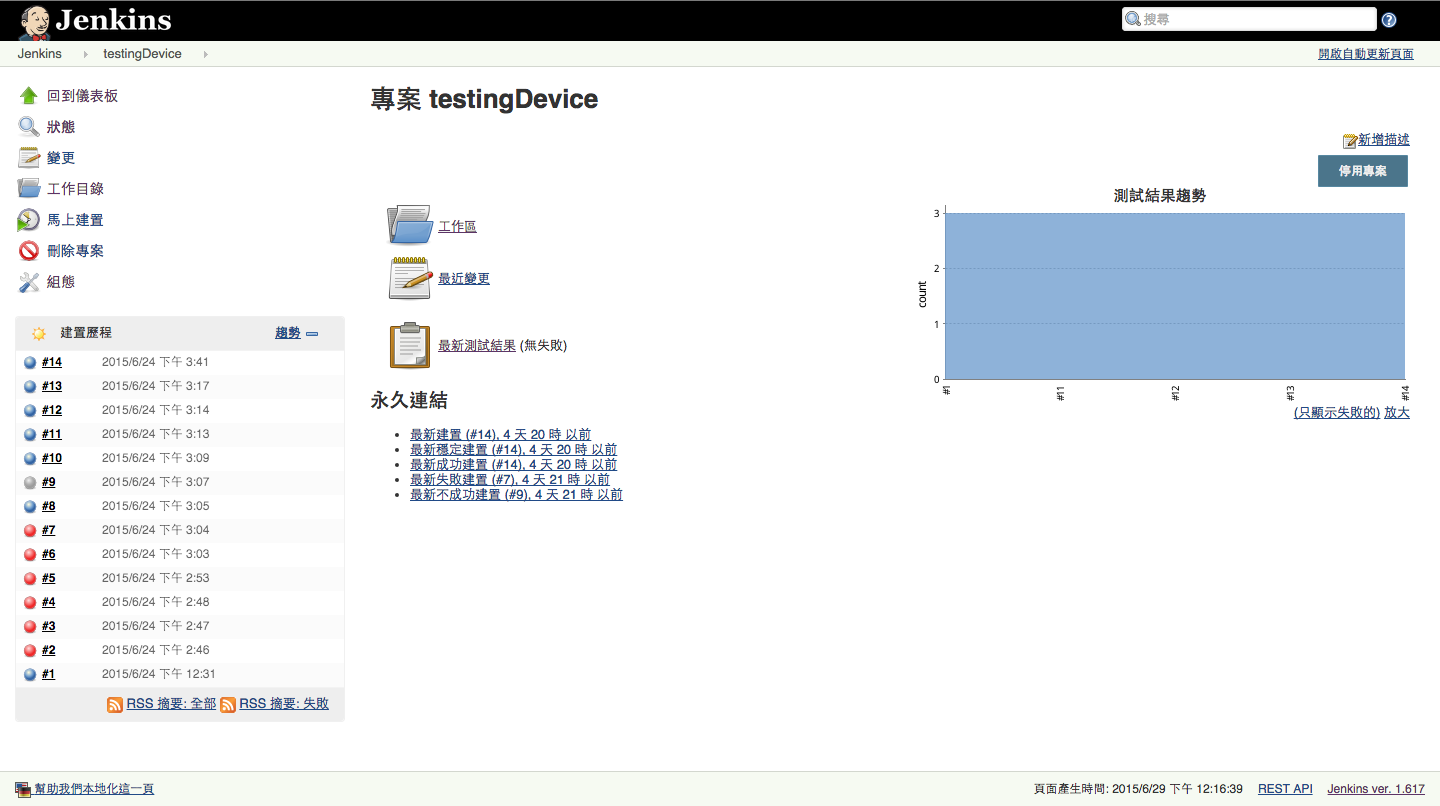 Jenkins
搜尋
Jenkins
testingDevice
開啟自動更新頁面
回到儀表板
狀態
變更
工作目錄
馬上建置
刪除專案
組態
建置歷程 趨勢
#14 2015/6/24 下午 3:41
#13 2015/6/24 下午 3:17
#12 2015/6/24 下午 3:14
#11 2015/6/24 下午 3:13
#10 2015/6/24 下午 3:09
#9 2015/6/24 下午 3:07
#8 2015/6/24 下午 3:05
#7 2015/6/24 下午 3:04
#6 2015/6/24 下午 3:03
#5 2015/6/24 下午 2:53
#4 2015/6/24 下午 2:48
#3 2015/6/24 下午 2:47
#2 2015/6/24 下午 2:46
#1 2015/6/24 下午 12:31
RSS 摘要: 全部 RSS 摘要: 失敗
專案 testingDevice
新增描述
停用專案
工作區
最近變更
最新測試結果 (無失敗)
測試結果趨勢
3
2
1
0
count
#1
#11
#12
#13
#14
(只顯示失敗的) 放大
永久連結
最新建置 (#14), 4 天 20 時 以前
最新穩定建置 (#14), 4 天 20 時 以前
最新成功建置 (#14), 4 天 20 時 以前
最新失敗建置 (#7), 4 天 21 時 以前
最新不成功建置 (#9), 4 天 21 時 以前
幫助我們本地化這一頁
頁面產生時間: 2015/6/29 下午 12:16:39 REST API Jenkins ver. 1.617